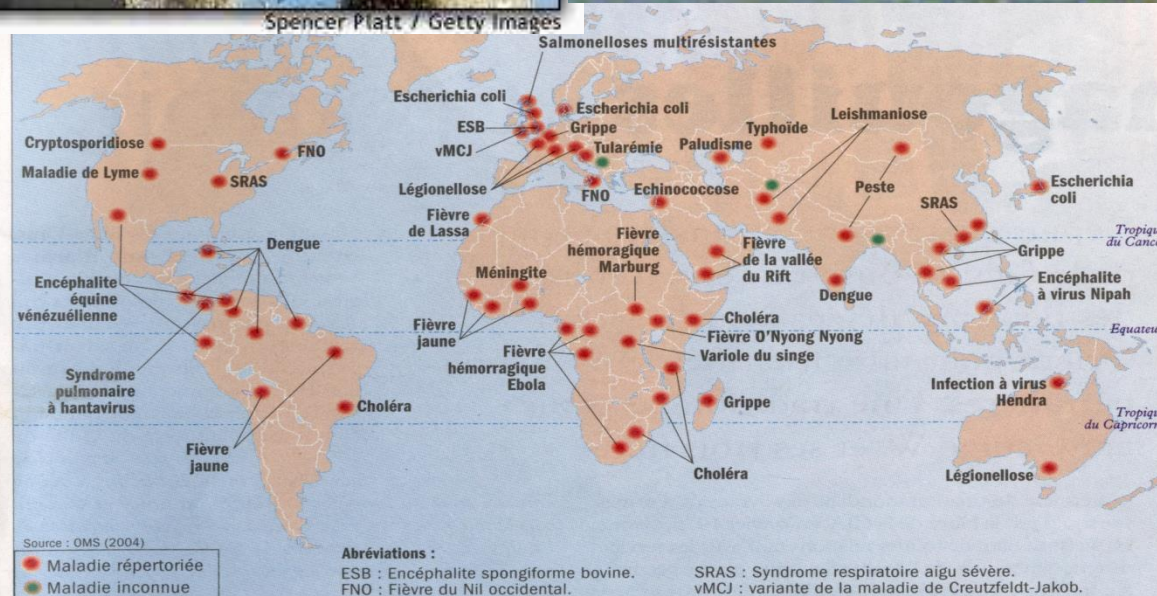 Spencer Platt / Getty Images
Salmonelloses multirésistantes
Escherichia coli
Escherichia coli
ESB
Grippe
vMCJ
Tularémie
Légionellose
FNO
Cryptosporidiose
FNO
Maladie de Lyme
SRAS
Typhoïde
Leishmaniose
Paludisme
Echinococcose
Peste
SRAS
Escherichia
coli
Tropique
du Cance
Grippe
Encéphalite
à virus Nipah
Dengue
Fièvre
de Lassa
Fièvre
hémoragique
Marburg
Fièvre
de la vallée
du Rift
Dengue
Encéphalite
équine
vénézuélienne
Méningite
Fièvre
jaune
Choléra
Fièvre O'Nyong Nyong
Variole du singe
Equateu
Fièvre
hémorragique
Ebola
Syndrome
pulmonaire
à hantavirus
Choléra
Fièvre
jaune
Grippe
Choléra
Infection à virus
Hendra
Tropiqu
du Capricorn
Légionellose
Source : OMS (2004)
Maladie répertoriée
Maladie inconnue
Abréviations :
ESB : Encéphalite spongiforme bovine.
FNO : Fièvre du Nil occidental.
SRAS : Syndrome respiratoire aigu sévère.
vMCJ : variante de la maladie de Creutzfeldt-Jakob.